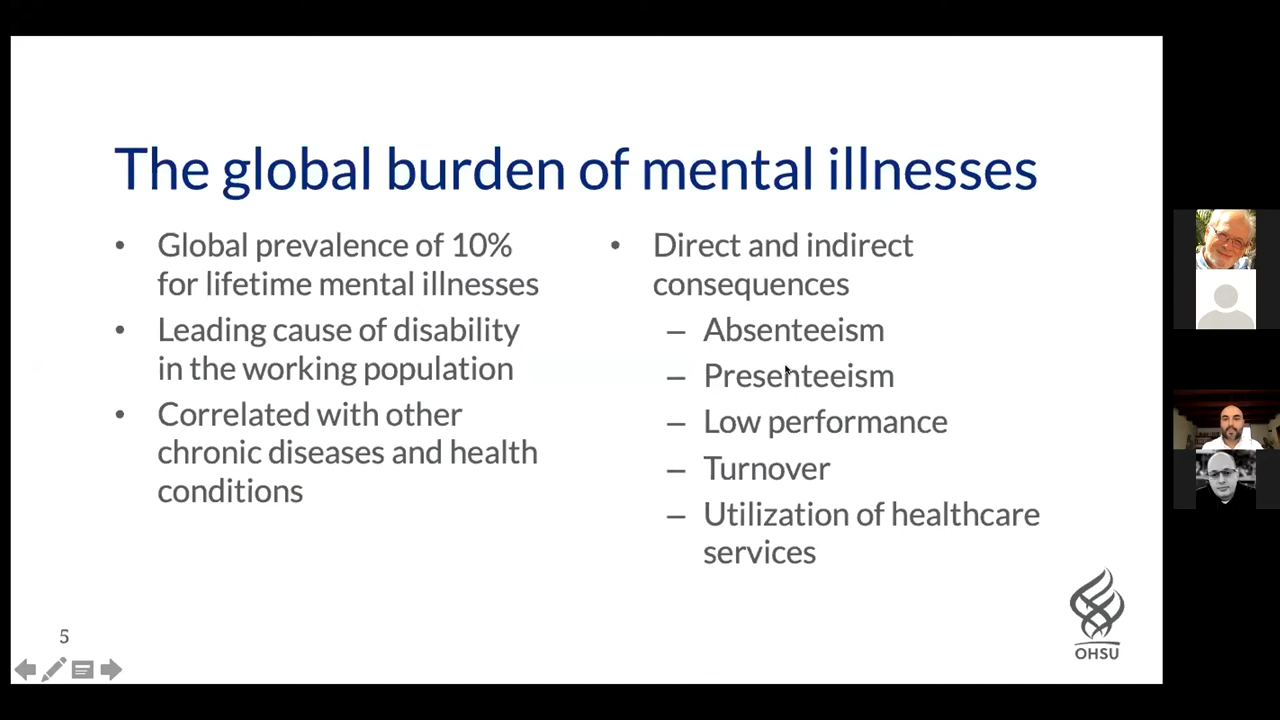 The global burden of mental illnesses
• Global prevalence of 10%
for lifetime mental illnesses
• Leading cause of disability
in the working population
• Correlated with other
chronic diseases and health
conditions
• Direct and indirect
consequences
– Absenteeism
– Presenteeism
– Low performance
– Turnover
– Utilization of healthcare
services
5
OHSU